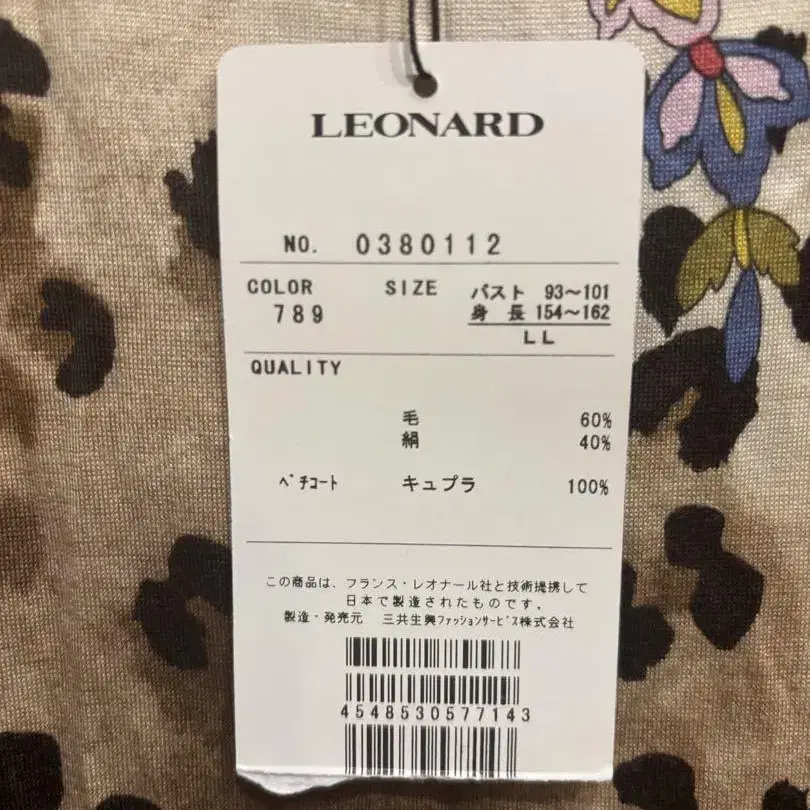 LEONARD
NO. 0380112
COLOR SIZE バスト 93～101
789 身長 154～162
LL
QUALITY
毛 60%
絹 40%
ペチコート キュプラ 100%
この商品は、フランス・レオナール社と技術提携して
日本で製造されたものです。
製造・発売元 三共生興ファッションサービス株式会社
4548530577143